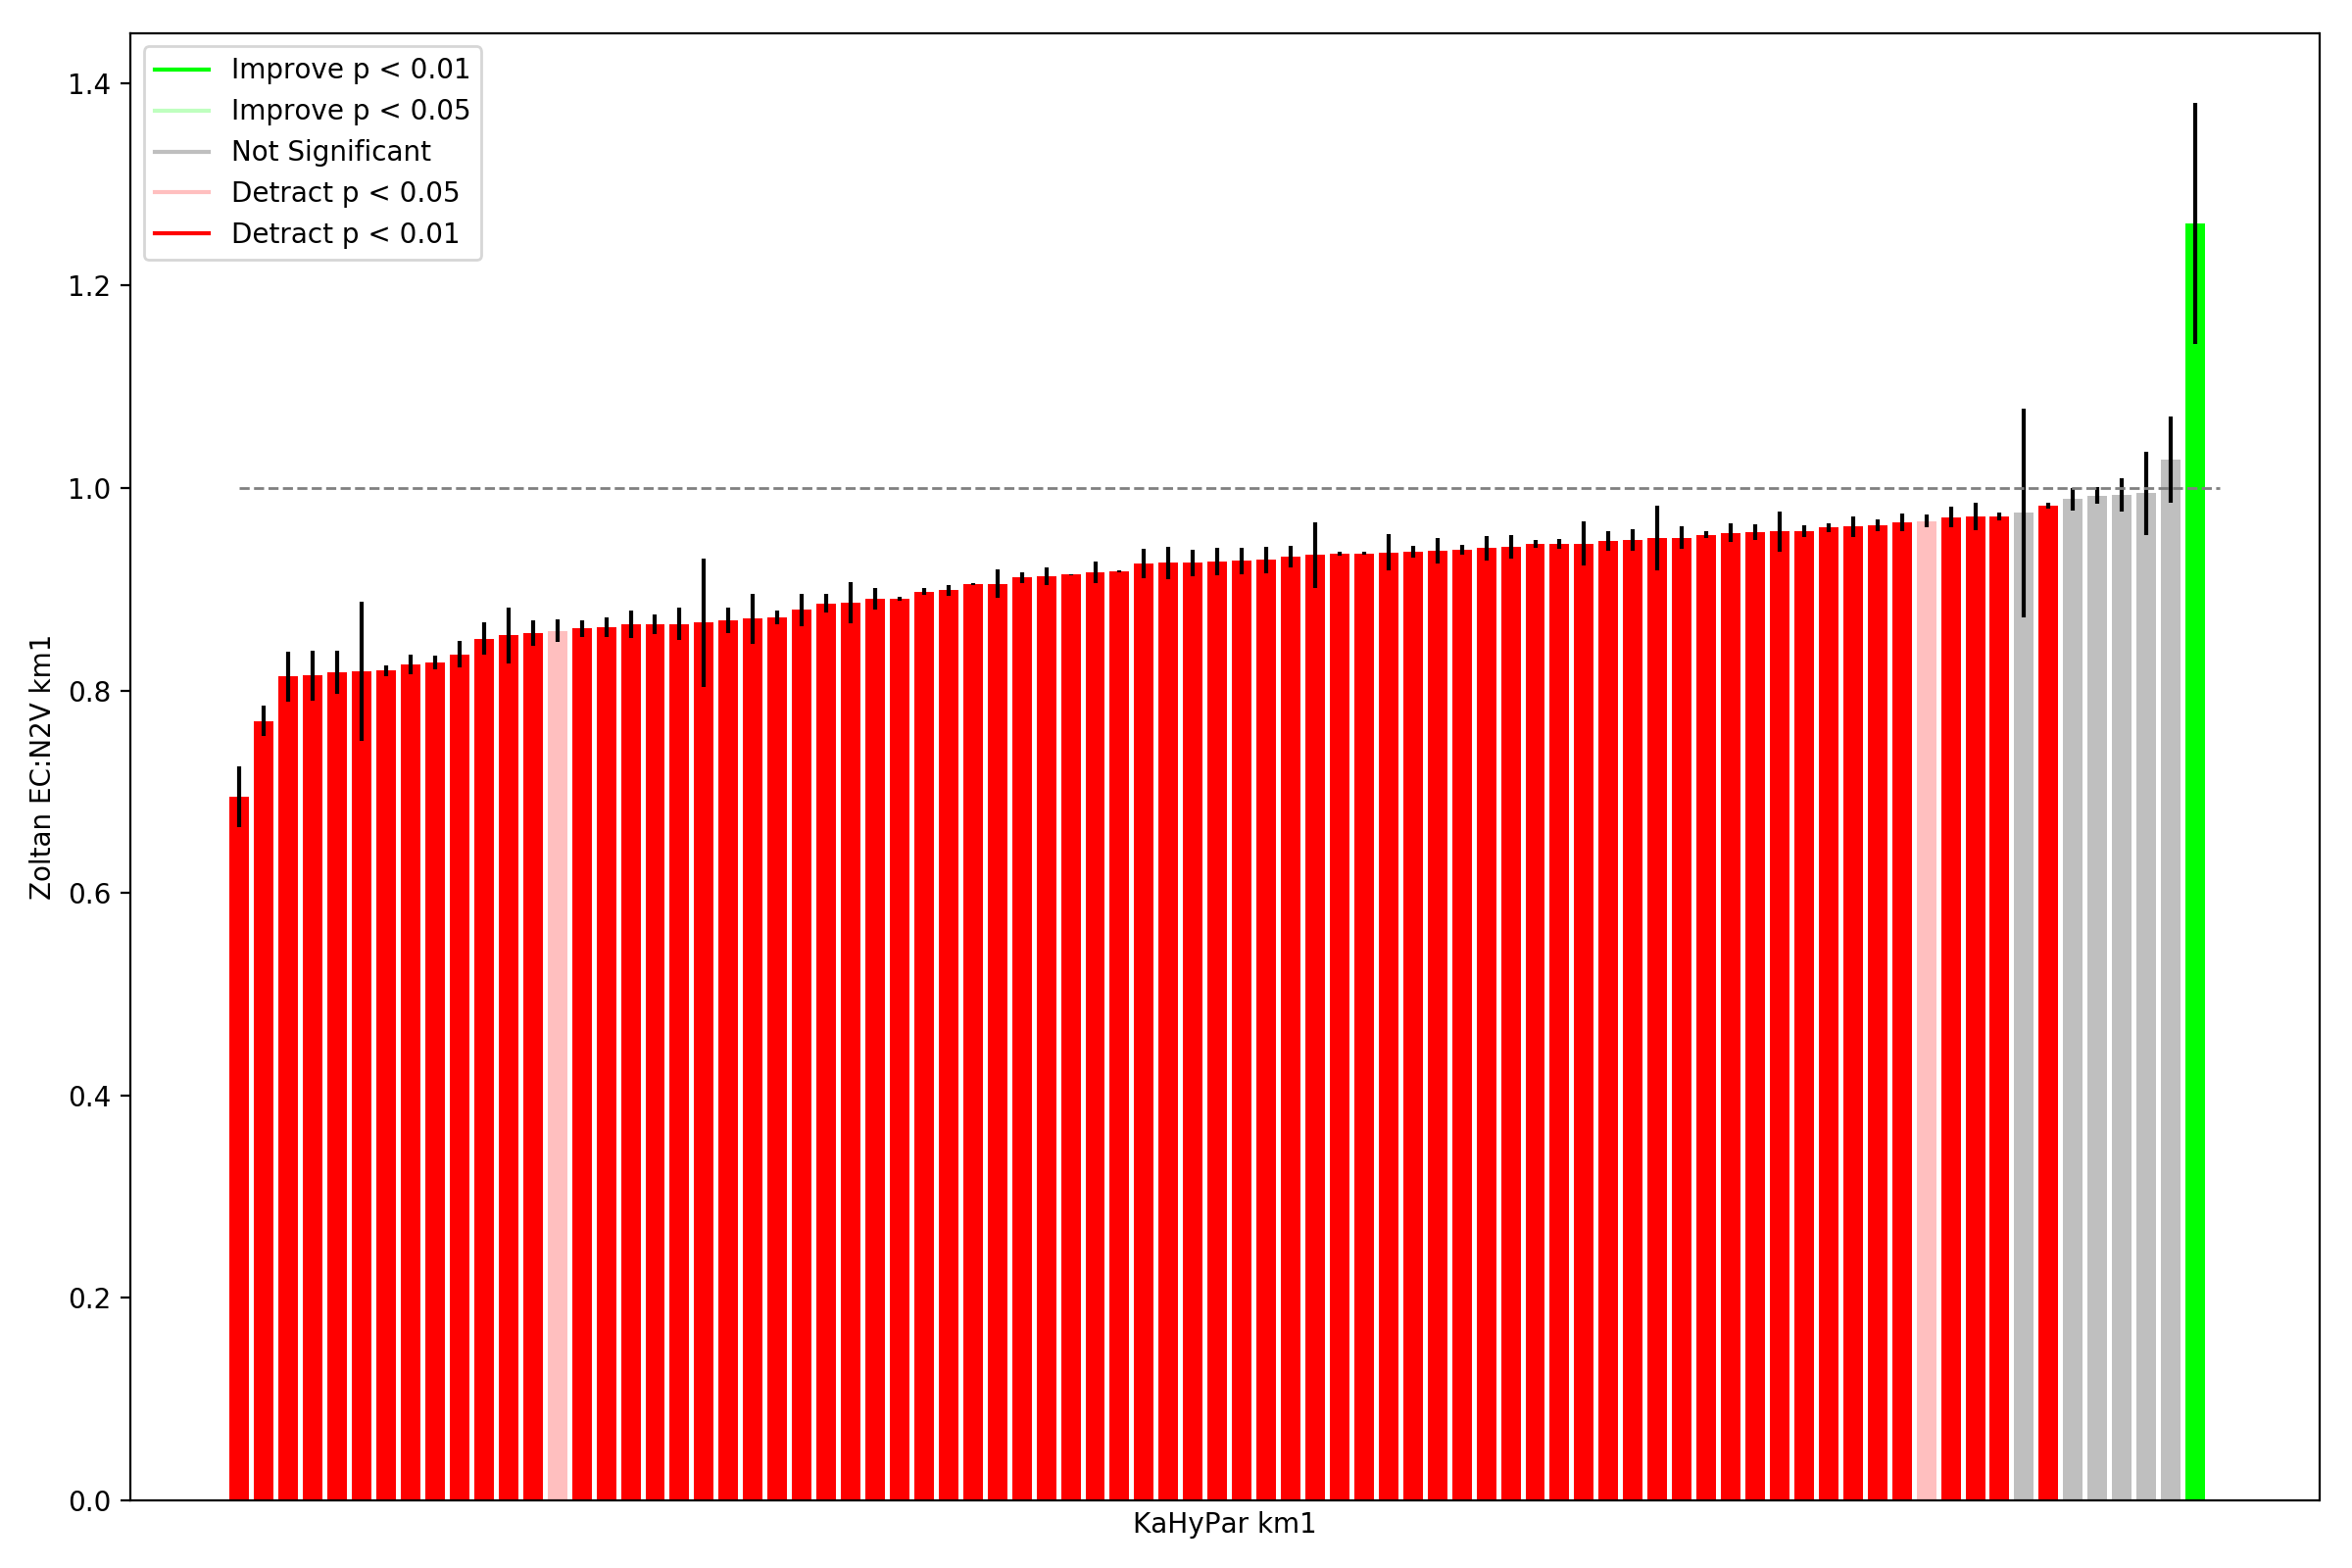 Improve p < 0.01
Improve p < 0.05
Not Significant
Detract p < 0.05
Detract p < 0.01
1.4
1.2
1.0
0.8
0.6
0.4
0.2
0.0
Zoltan EC:N2V km1
KaHyPar km1